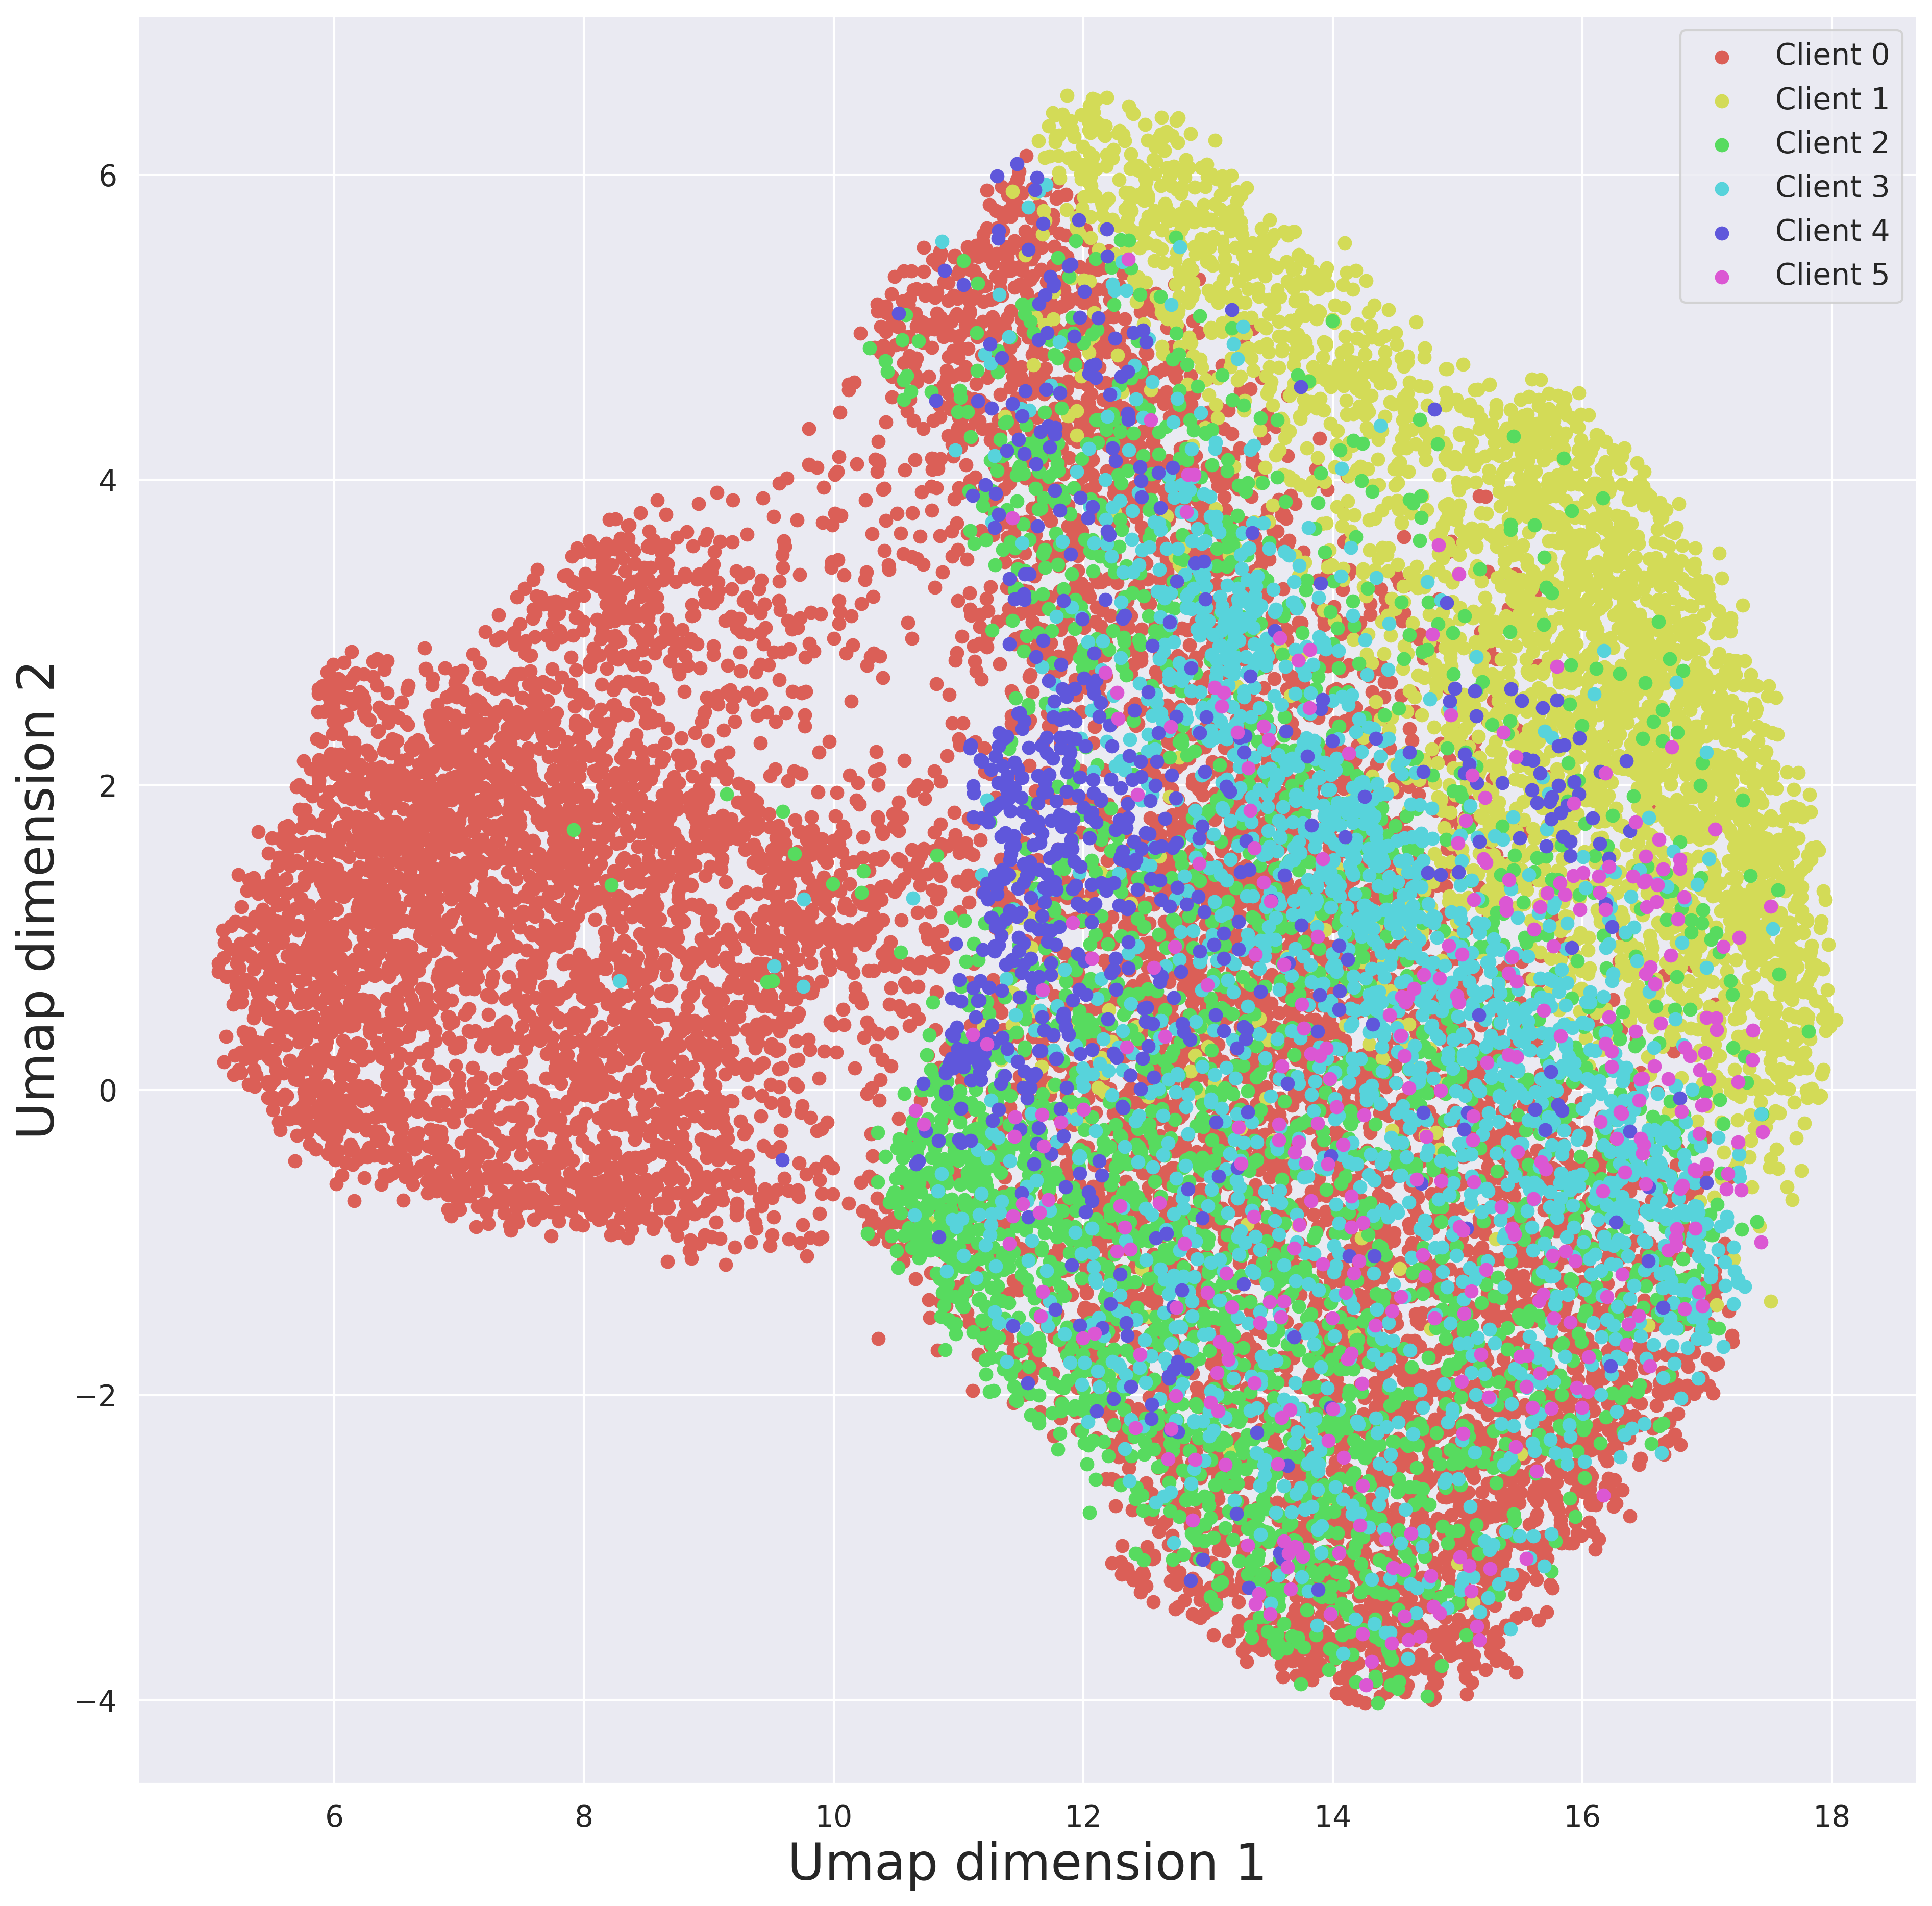 Client 0
Client 1
Client 2
Client 3
Client 4
Client 5
6
4
2
0
−2
−4
Umap dimension 2
6 8 10 12 14 16 18
Umap dimension 1